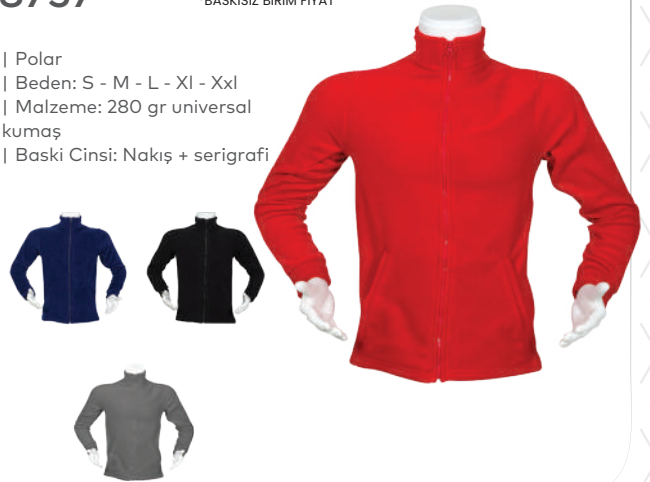 BASKISIZ BİRİM FİYAT
| Polar
| Beden: S - M - L - Xl - Xxl
| Malzeme: 280 gr universal
kumaş
| Baski Cinsi: Nakış + serigrafi